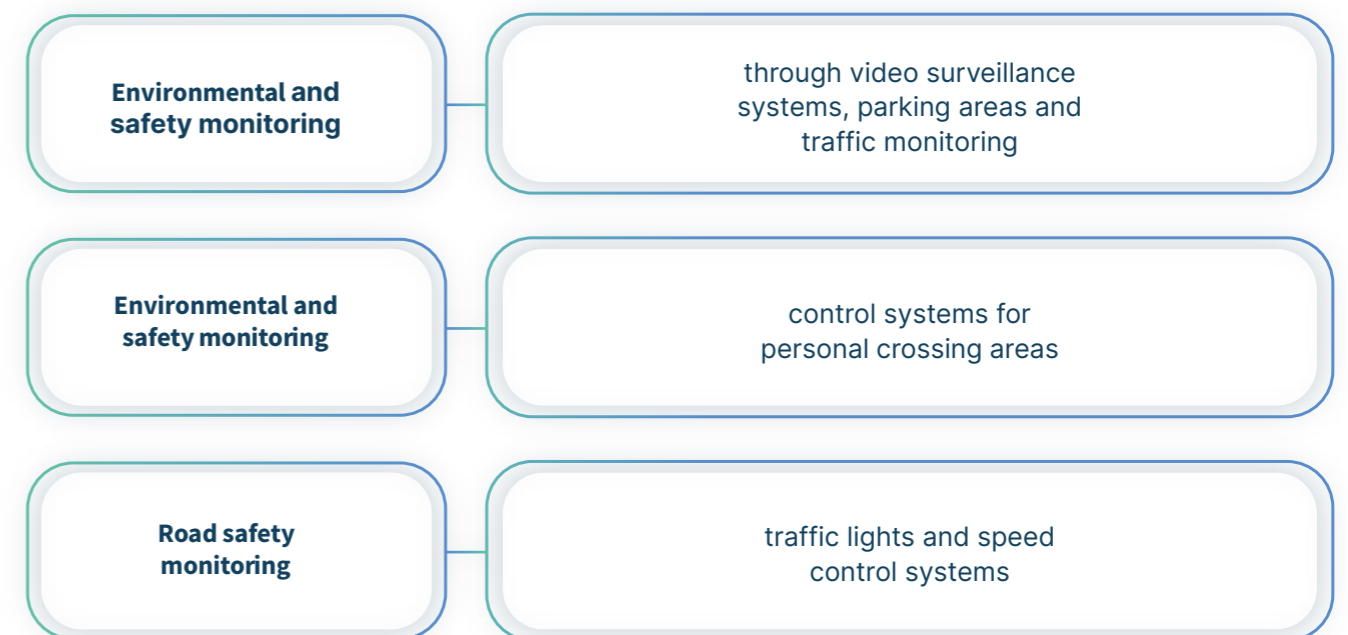 Environmental and
safety monitoring
through video surveillance
systems, parking areas and
traffic monitoring
Environmental and
safety monitoring
control systems for
personal crossing areas
Road safety
monitoring
traffic lights and speed
control systems